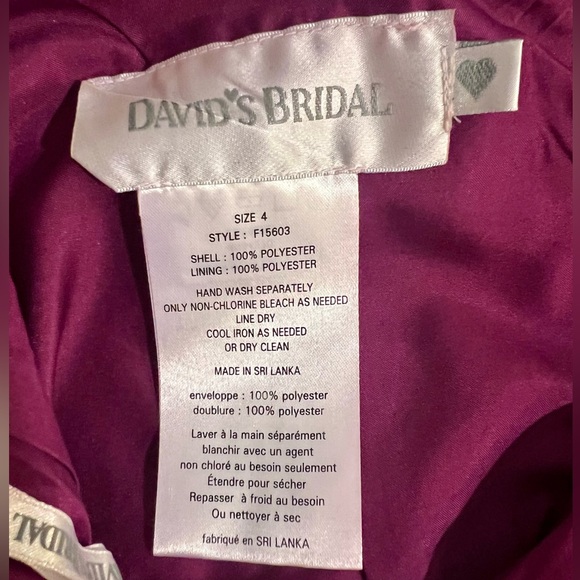 DAVID'S BRIDAL
SIZE 4
STYLE : F15603
SHELL : 100% POLYESTER
LINING : 100% POLYESTER
HAND WASH SEPARATELY
ONLY NON-CHLORINE BLEACH AS NEEDED
LINE DRY
COOL IRON AS NEEDED
OR DRY CLEAN
MADE IN SRI LANKA
enveloppe : 100% polyester
doublure : 100% polyester
Laver à la main séparément
blanchir avec un agent
non chloré au besoin seulement
Étendre pour sécher
Repasser à froid au besoin
Ou nettoyer à sec
fabriqué en SRI LANKA